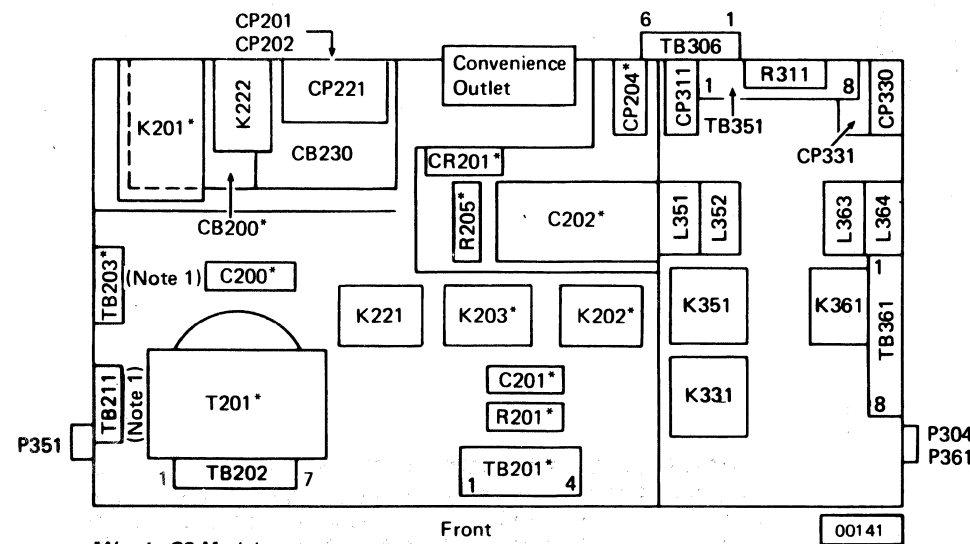 CP201
CP202
6 1
TB306
Convenience
Outlet
K201*
K222
CP221
CB230
CP204*
CP311
1
R311
8
CP330
TB351
CP331
CR201*
CB200*
R205*
C202*
L351
L352
L363
L364
TB203*
(Note 1)
C200*
K221
K203*
K202*
K351
K361
1
TB361
8
TB211
(Note 1)
T201*
C201*
R201*
K331
P351
P304
P361
1 TB202 7
TB201*
1 4
Front
00141